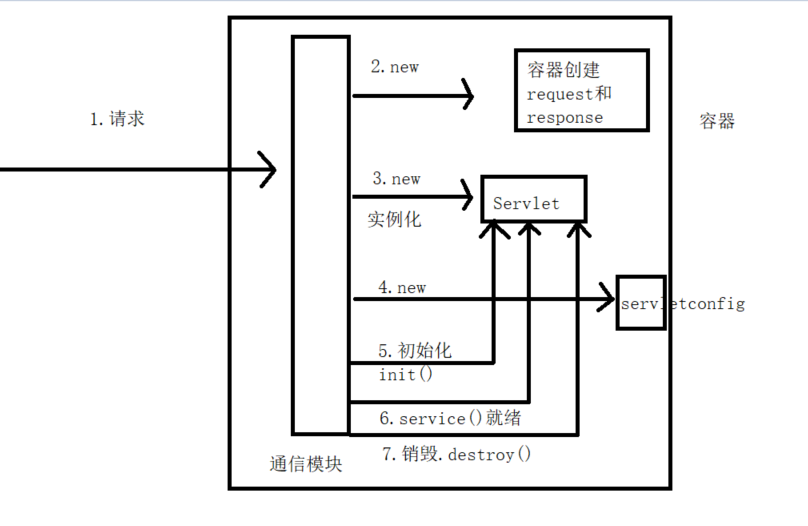 1.请求
2.new
容器创建
request和
response
容器
3.new
实例化
Servlet
4.new
servletconfig
5.初始化
init()
6.service()就绪
7.销毁.destroy()
通信模块